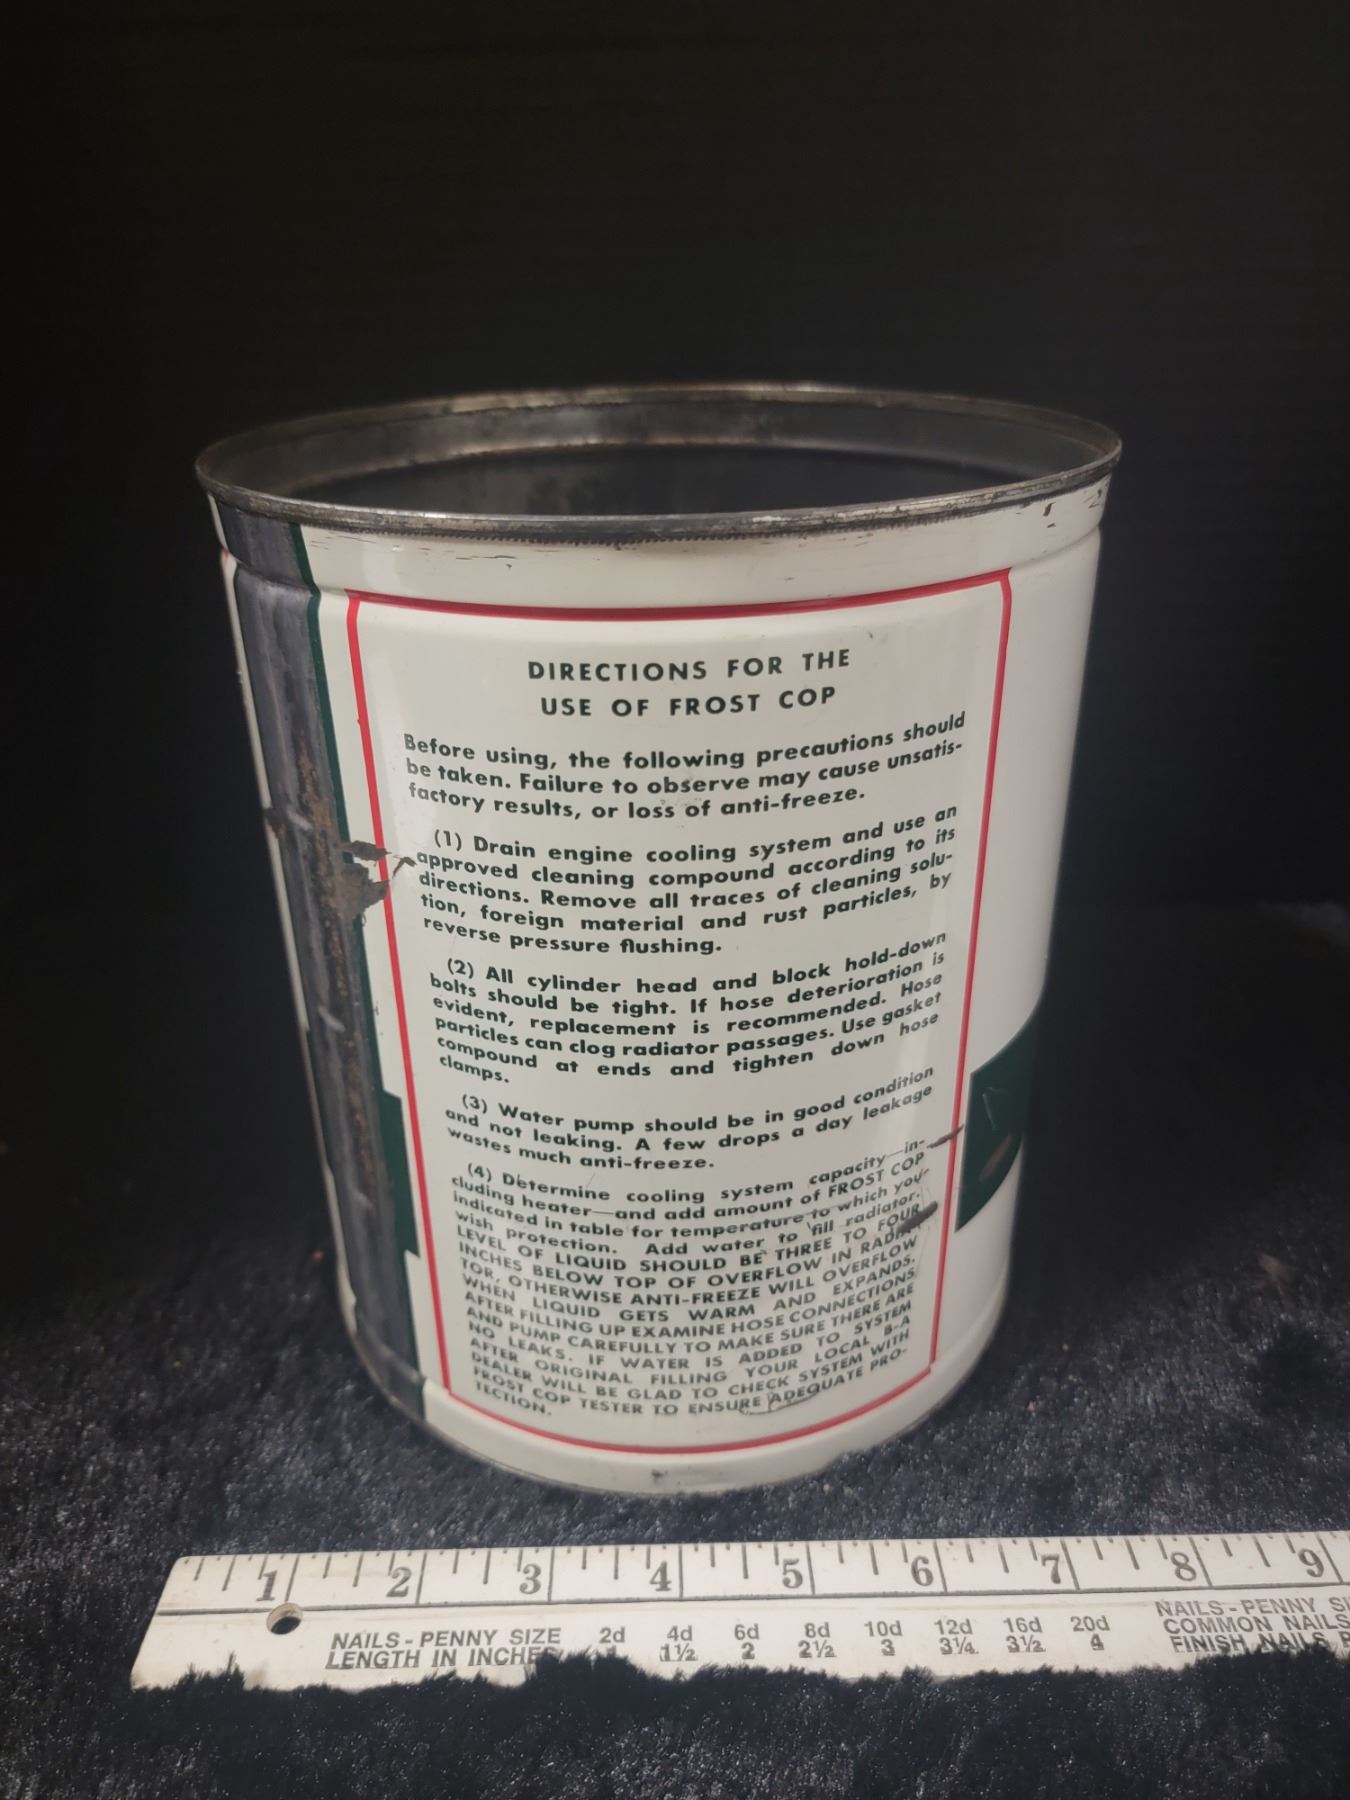 DIRECTIONS FOR THE
USE OF FROST COP
Before using, the following precautions should
be taken. Failure to observe may cause unsatis-
factory results, or loss of anti-freeze.
(1) Drain engine cooling system and use an
approved cleaning compound according to its
directions. Remove all traces of cleaning solu-
tion, foreign material and rust particles, by
reverse pressure flushing.
(2) All cylinder head and block hold-down
bolts should be tight. If hose deterioration is
evident, replacement is recommended. Hose
particles can clog radiator passages. Use gasket
compound at ends and tighten down hose
clamps.
(3) Water pump should be in good condition
and not leaking. A few drops a day leakage
wastes much anti-freeze.
(4) Determine cooling system capacity—in-
cluding heater—and add amount of FROST COP
indicated in table for temperature to which you
wish protection. Add water to fill radiator.
LEVEL OF LIQUID SHOULD BE THREE TO FOUR
INCHES BELOW TOP OF OVERFLOW IN RADIA-
TOR, OTHERWISE ANTI-FREEZE WILL OVERFLOW
WHEN LIQUID GETS WARM AND EXPANDS.
AFTER FILLING UP EXAMINE HOSE CONNECTIONS
AND PUMP CAREFULLY TO MAKE SURE THERE ARE
NO LEAKS. IF WATER IS ADDED TO SYSTEM
AFTER ORIGINAL FILLING YOUR LOCAL B-A
DEALER WILL BE GLAD TO CHECK SYSTEM WITH
FROST COP TESTER TO ENSURE ADEQUATE PRO-
TECTION.
1 2 3 4 5 6 7 8 9
NAILS - PENNY SIZE 2d 4d 6d 8d 10d 12d 16d 20d
LENGTH IN INCHES 1 1½ 2 2½ 3 3¼ 3½ 4
NAILS - PENNY
COMMON NAILS
FINISH NAILS